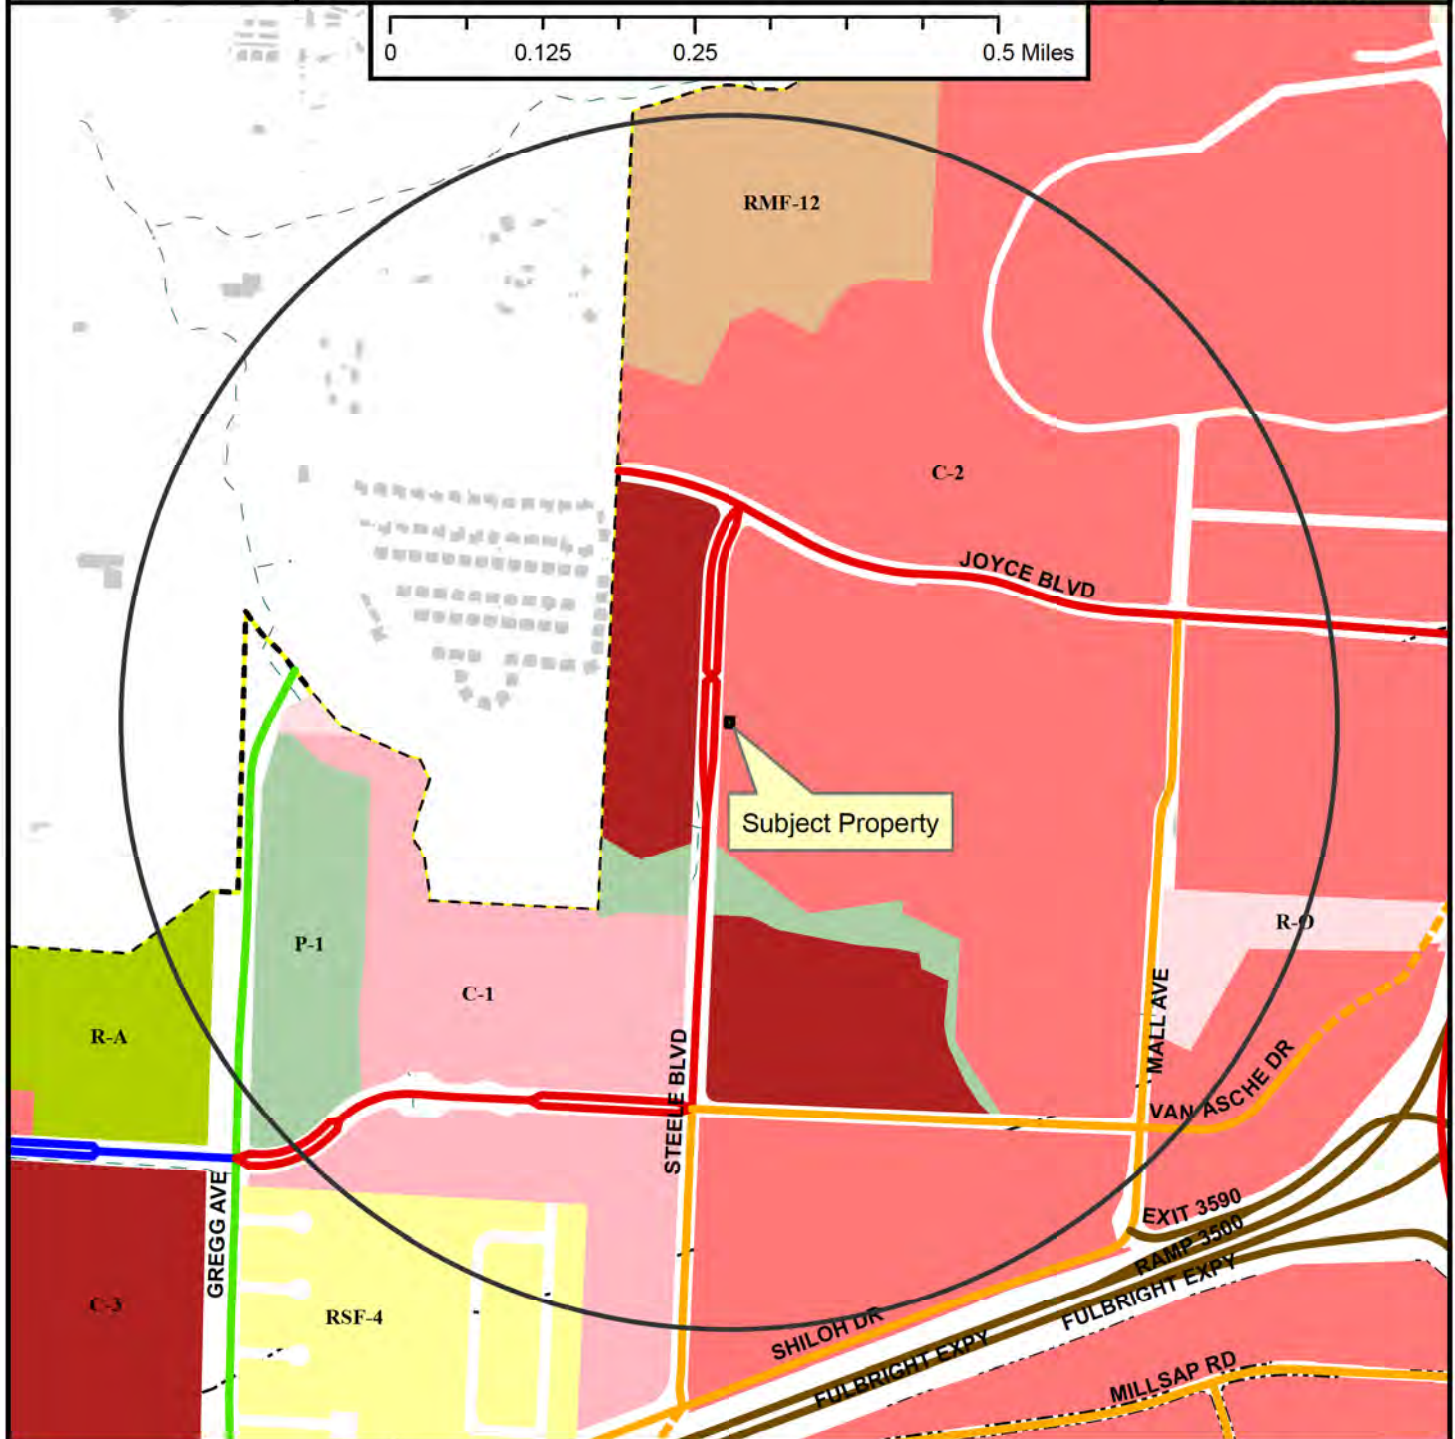 0 0.125 0.25 0.5 Miles
RMF-12
C-2
JOYCE BLVD
Subject Property
R-O
P-1
C-1
R-A
MALL AVE
STEELE BLVD
VAN ASCHE DR
GREGG AVE
EXIT 3590
RAMP 3500
FULBRIGHT EXPY
C-3
RSF-4
SHILOH DR
FULBRIGHT EXPY
MILLSAP RD